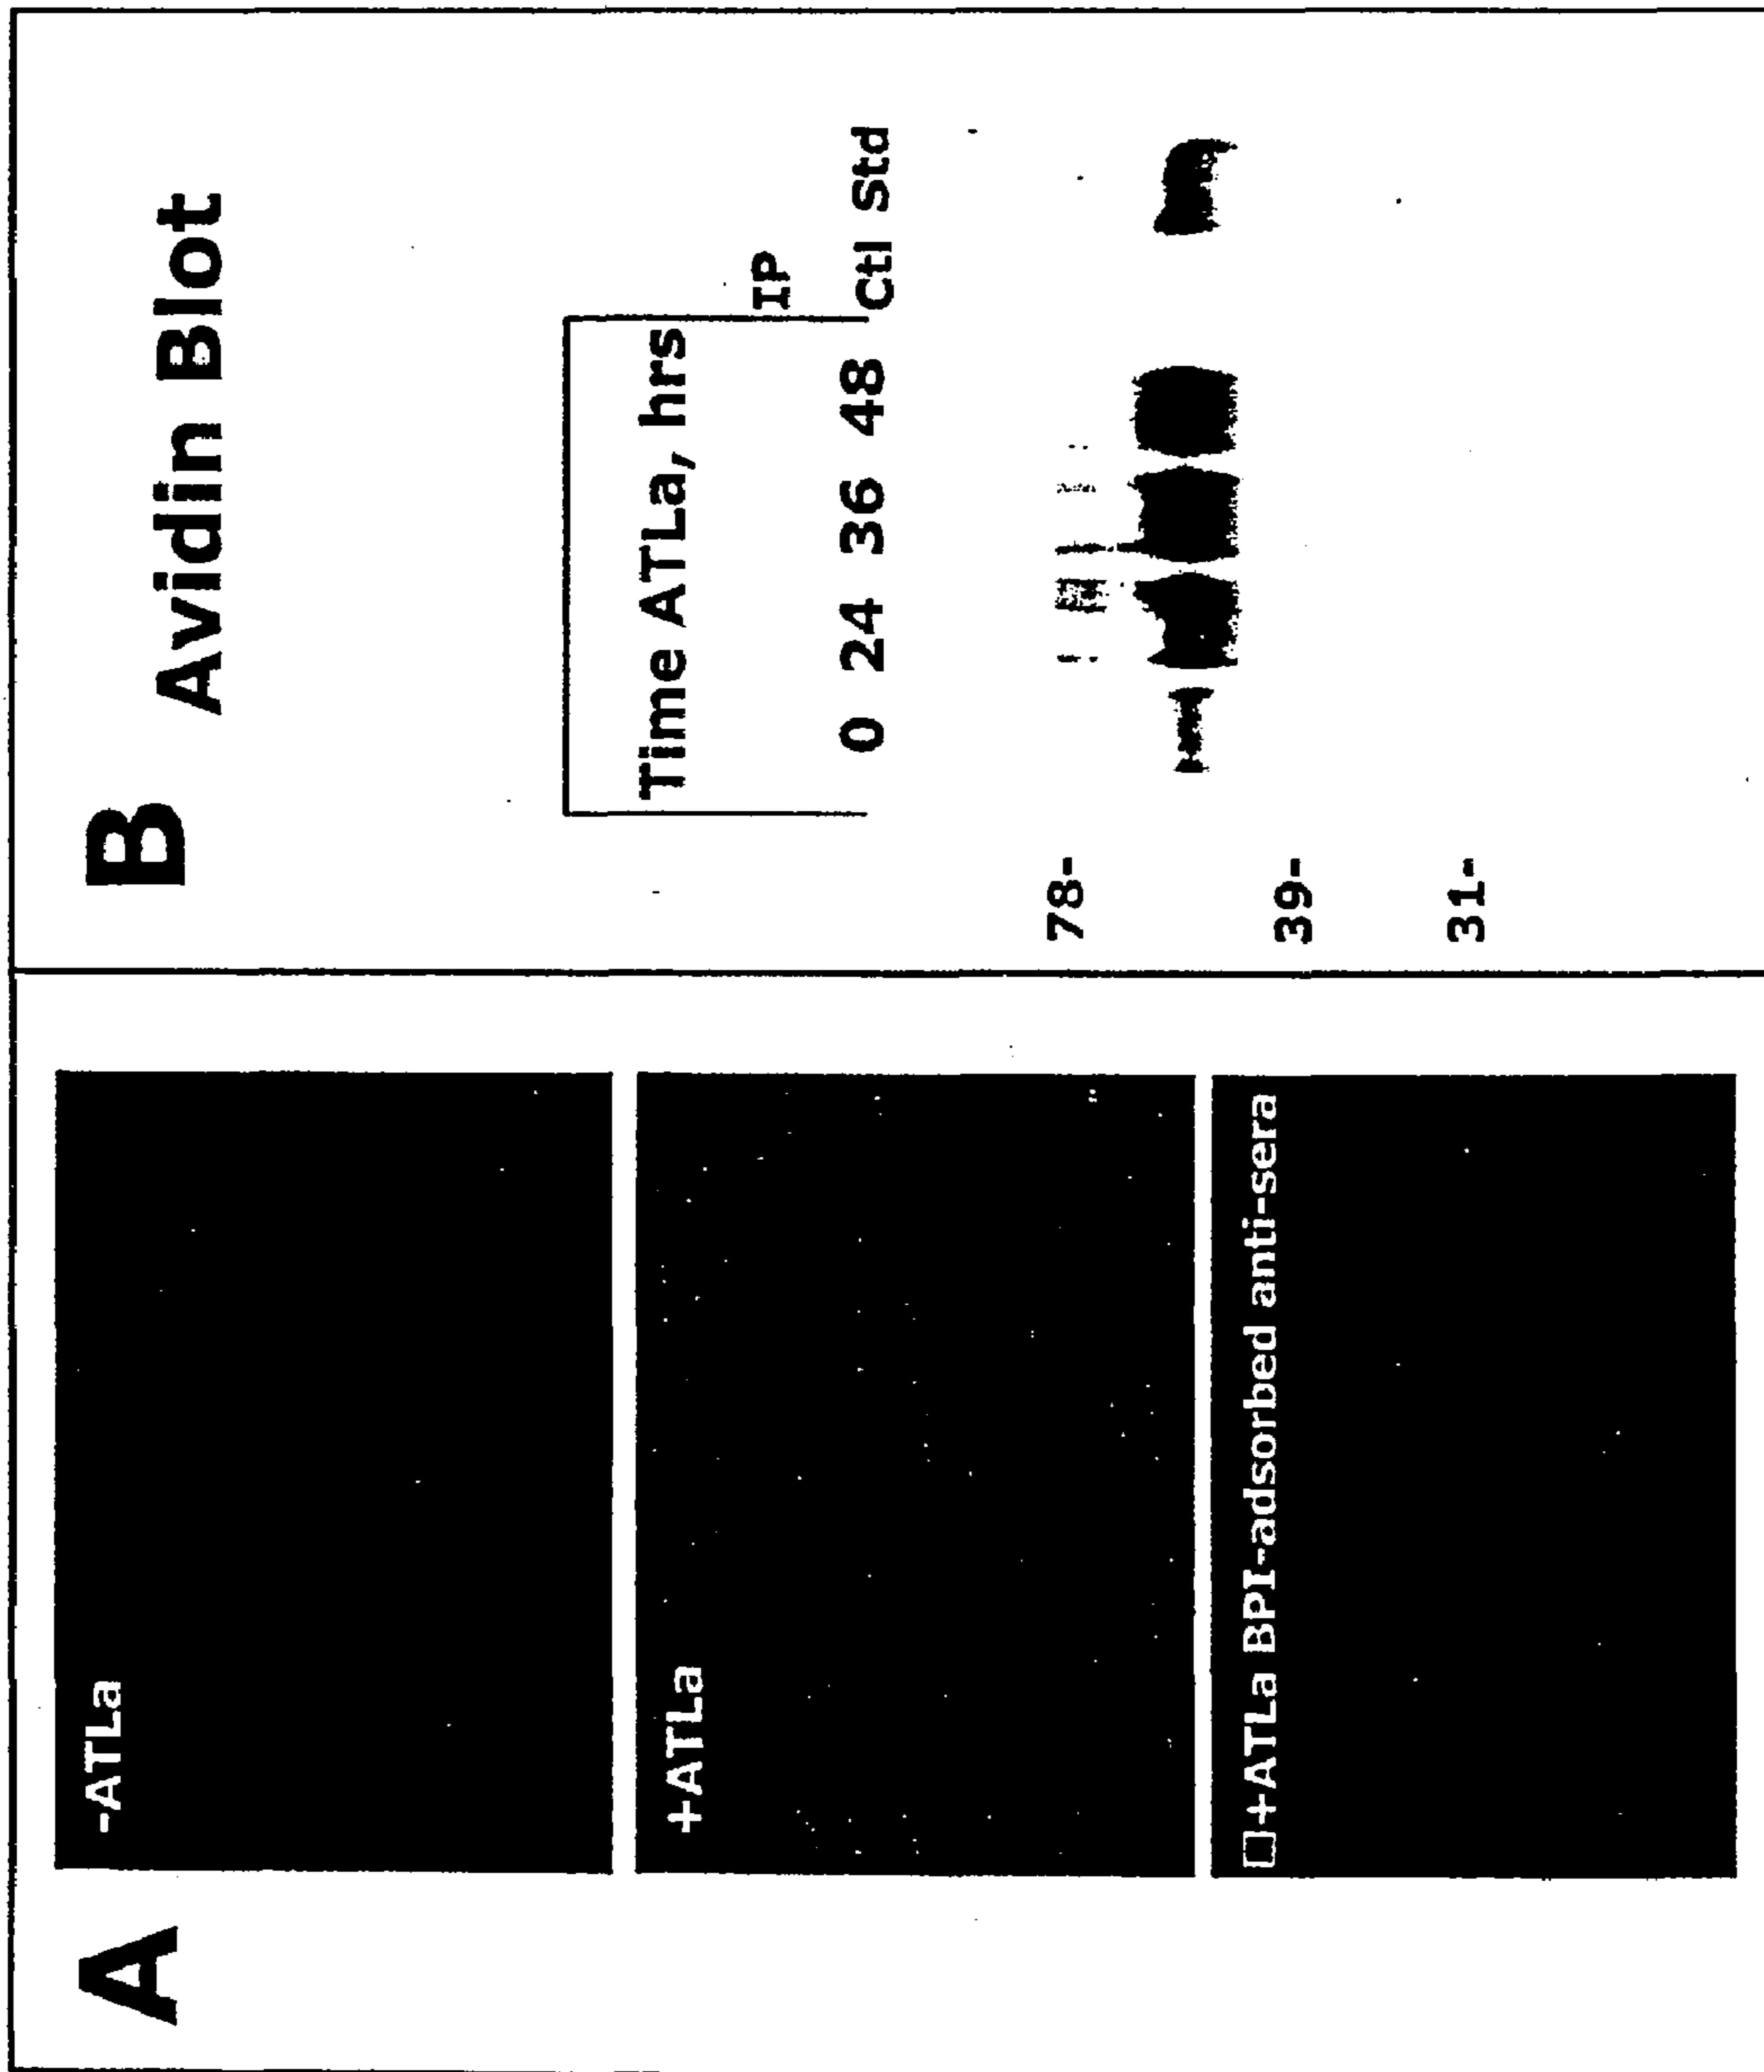 A
-ATLa
+ATLa
□+ATLa BPI-adsorbed anti-sera
B Avidin Blot
Time ATLa, hrs
IP
0 24 36 48 Ctl Std
78-
39-
31-